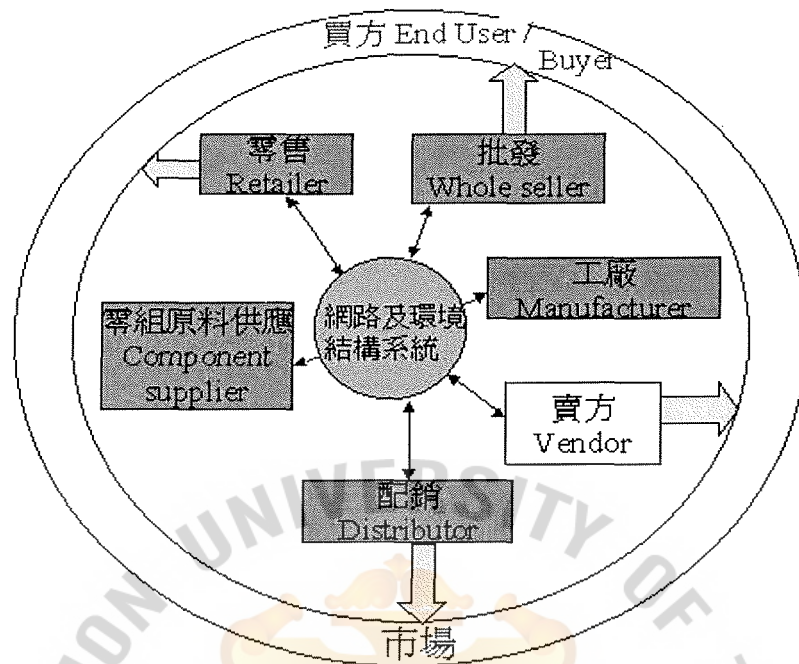 買方 End User /
Buyer
零售
Retailer
批發
Whole seller
工廠
Manufacturer
零組原料供應
Component
supplier
網路及環境
結構系統
賣方
Vendor
配銷
Distributor
市場
UNIVERSITY OF